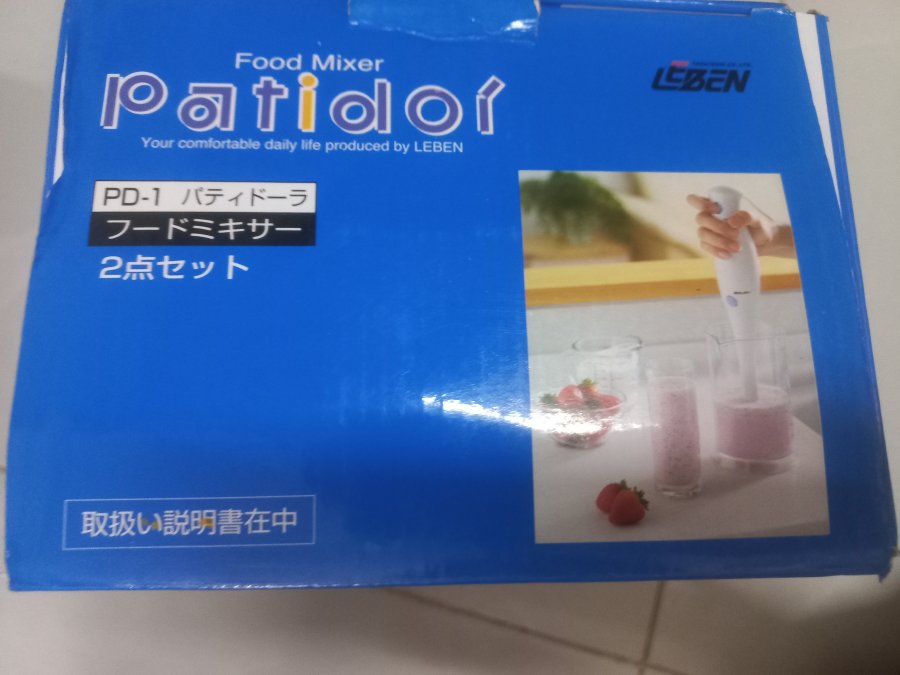 Food Mixer
patidor
Your comfortable daily life produced by LEBEN
LEBEN
PD-1 パティドーラ
フードミキサー
2点セット
取扱い説明書在中